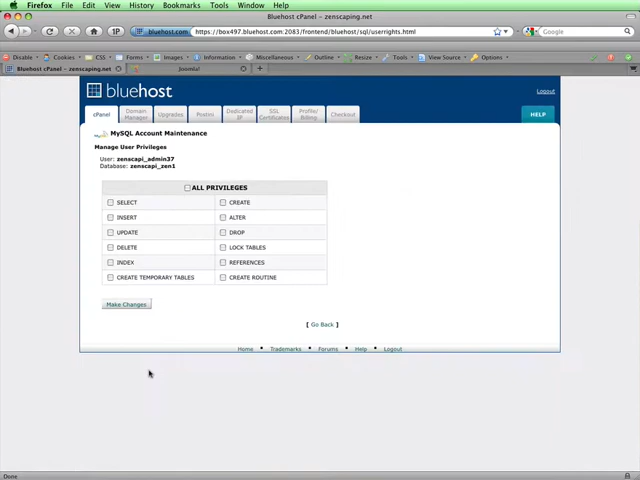 Firefox File Edit View History Bookmarks Tools Window Help
Bluehost cPanel – zenscaping.net
1P bluehost.com https://box497.bluehost.com:2083/frontend/bluehost/sql/userrights.html Google
Disable Cookies CSS Forms Images Information Miscellaneous Outline Resize Tools View Source Options
Bluehost cPanel – zenscaping.net Joomla!
bluehost Logout
cPanel Domain Manager Upgrades Postini Dedicated IP SSL Certificates Profile/ Billing Checkout HELP
MySQL Account Maintenance
Manage User Privileges
User: zenscapi_admin37
Database: zenscapi_zen1
ALL PRIVILEGES
SELECT CREATE
INSERT ALTER
UPDATE DROP
DELETE LOCK TABLES
INDEX REFERENCES
CREATE TEMPORARY TABLES CREATE ROUTINE
Make Changes
[ Go Back ]
Home • Trademarks • Forums • Help • Logout
Done